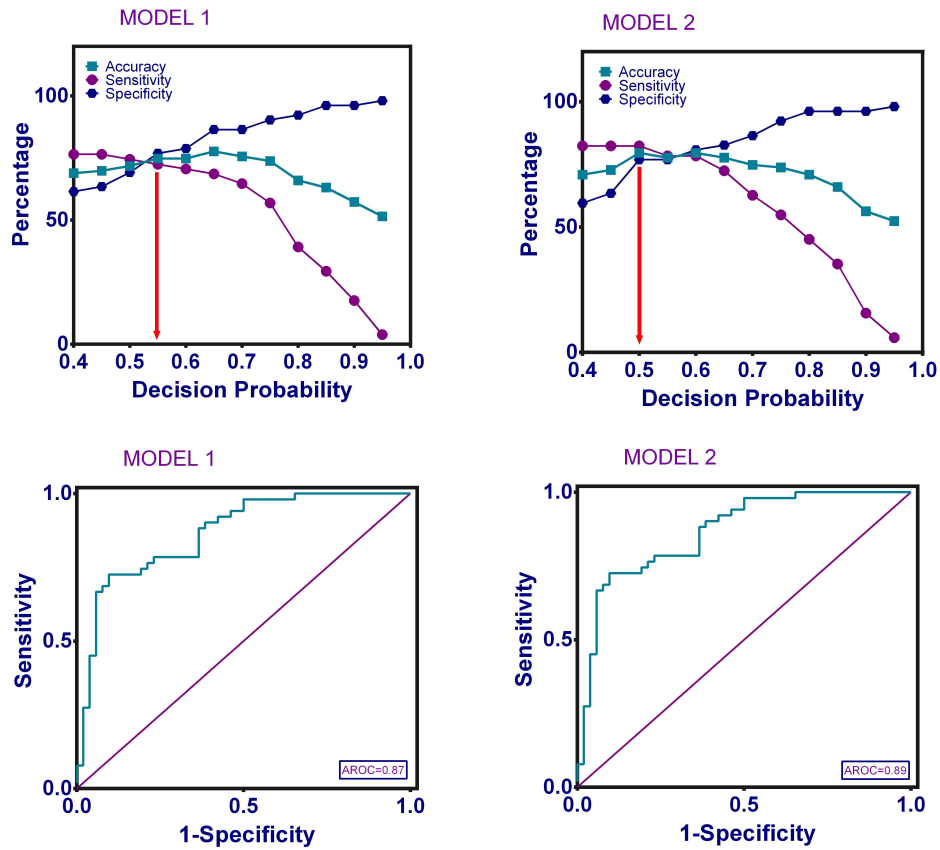 MODEL 1
Accuracy
Sensitivity
Specificity
100
50
0
Percentage
0.4 0.5 0.6 0.7 0.8 0.9 1.0
Decision Probability
MODEL 2
Accuracy
Sensitivity
Specificity
100
50
0
Percentage
0.4 0.5 0.6 0.7 0.8 0.9 1.0
Decision Probability
MODEL 1
1.0
0.5
0.0
Sensitivity
AROC=0.87
0.0 0.5 1.0
1-Specificity
MODEL 2
1.0
0.5
0.0
Sensitivity
AROC=0.89
0.0 0.5 1.0
1-Specificity